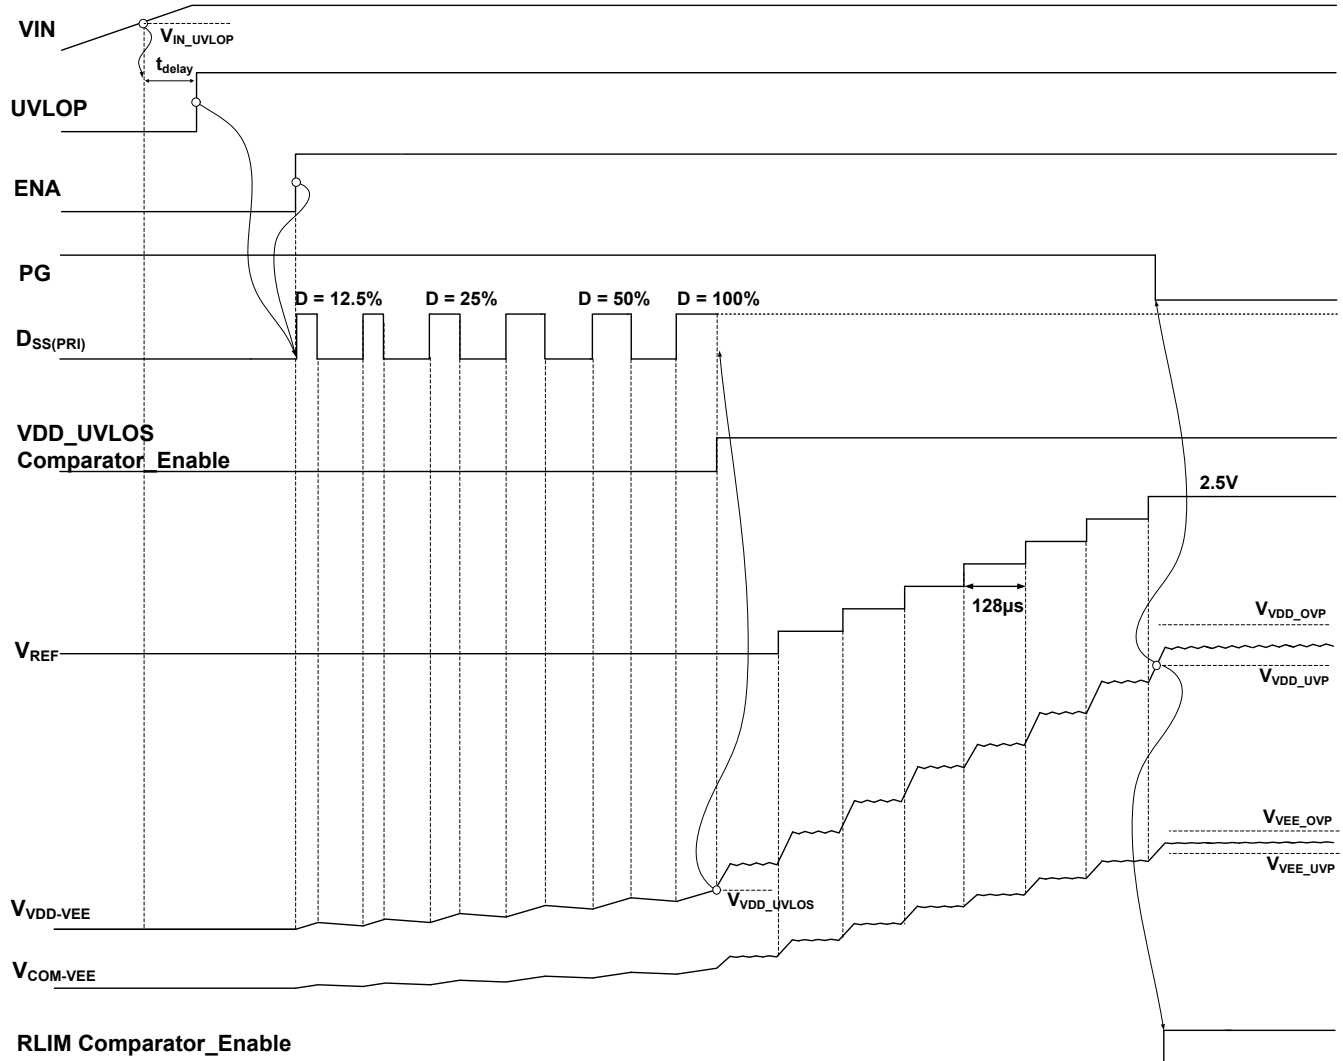 VIN
VIN_UVLOP
tdelay
UVLOP
ENA
PG
D = 12.5% D = 25% D = 50% D = 100%
DSS(PRI)
VDD_UVLOS
Comparator_Enable
2.5V
128µs
VVDD_OVP
VREF
VVDD_UVP
VVEE_OVP
VVEE_UVP
VVDD_UVLOS
VVDD-VEE
VCOM-VEE
RLIM Comparator_Enable